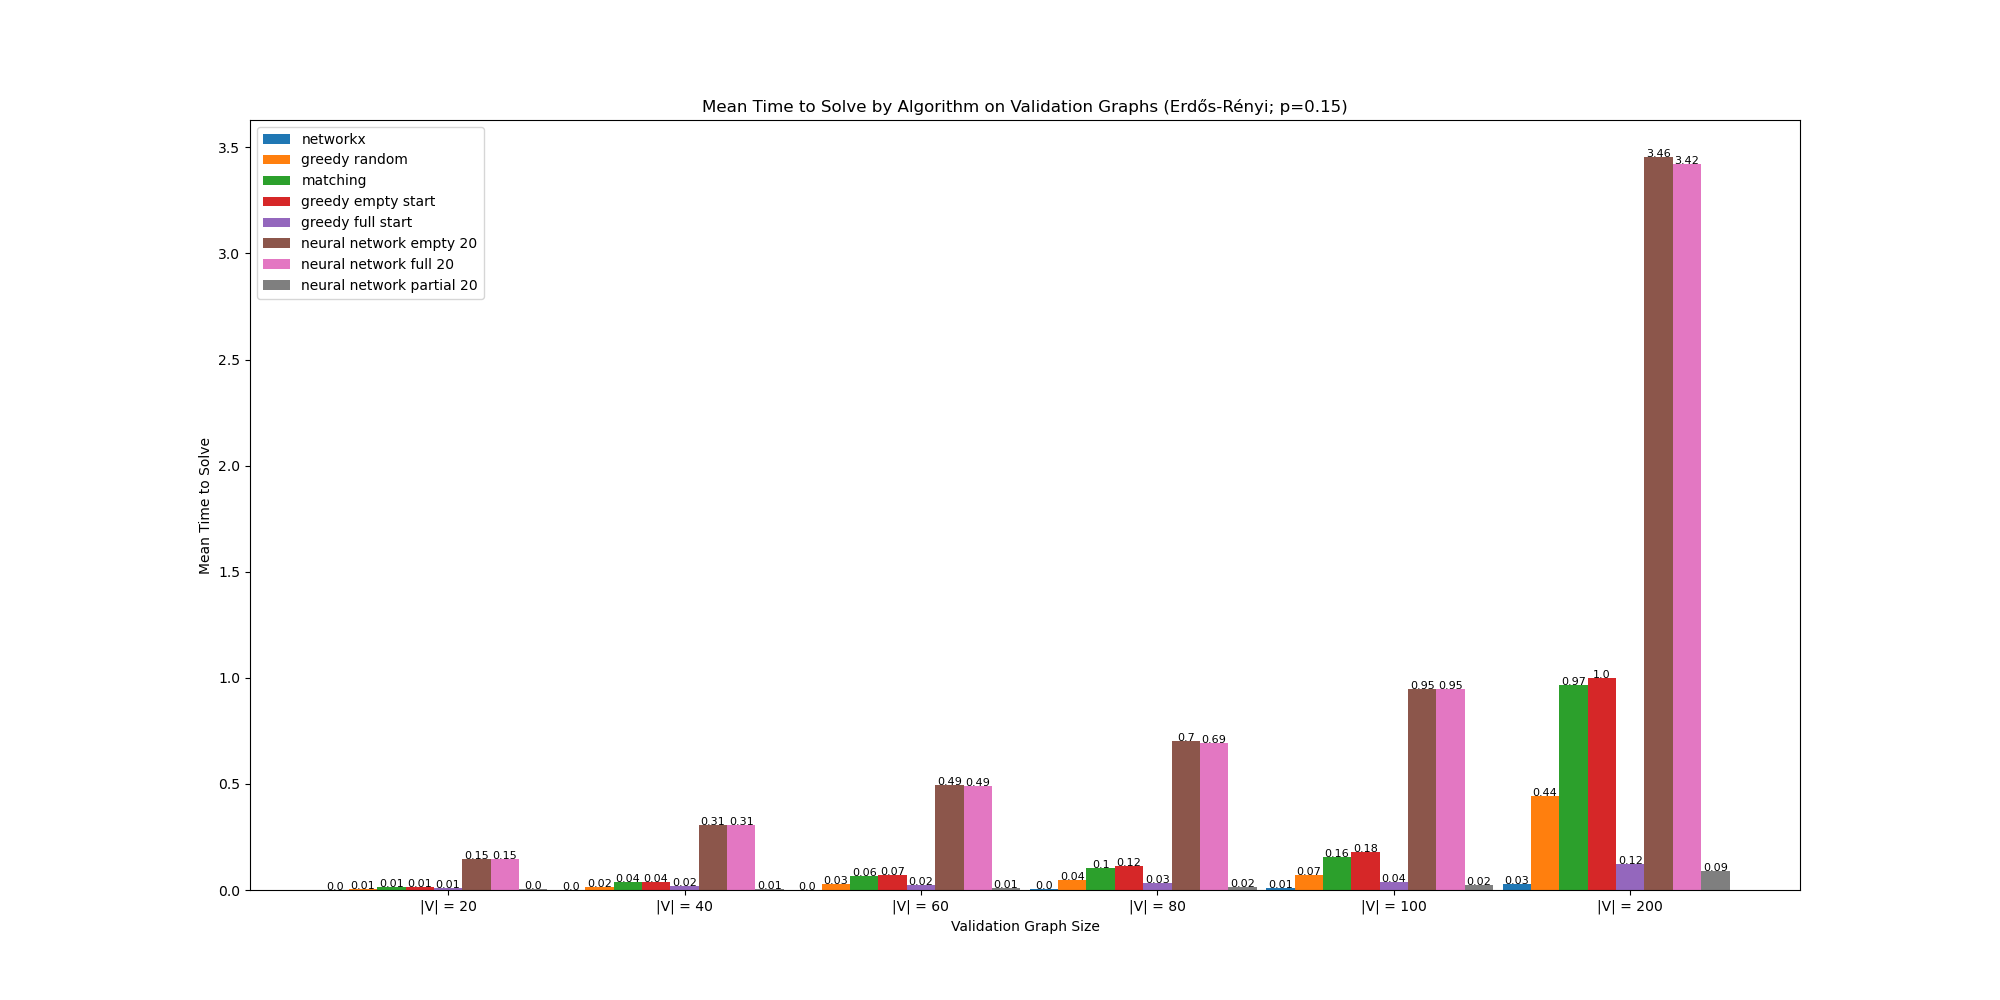 Mean Time to Solve by Algorithm on Validation Graphs (Erdős-Rényi; p=0.15)
networkx
greedy random
matching
greedy empty start
greedy full start
neural network empty 20
neural network full 20
neural network partial 20
Mean Time to Solve
3.5
3.0
2.5
2.0
1.5
1.0
0.5
0.0
0.0 0.01 0.01 0.01 0.01 0.15 0.15 0.0
0.0 0.02 0.04 0.04 0.02 0.31 0.31 0.01
0.0 0.03 0.06 0.07 0.02 0.49 0.49 0.01
0.0 0.04 0.1 0.12 0.03 0.7 0.69 0.02
0.01 0.07 0.16 0.18 0.04 0.95 0.95 0.02
0.03 0.44 0.97 1.0 0.12 3.46 3.42 0.09
|V| = 20 |V| = 40 |V| = 60 |V| = 80 |V| = 100 |V| = 200
Validation Graph Size